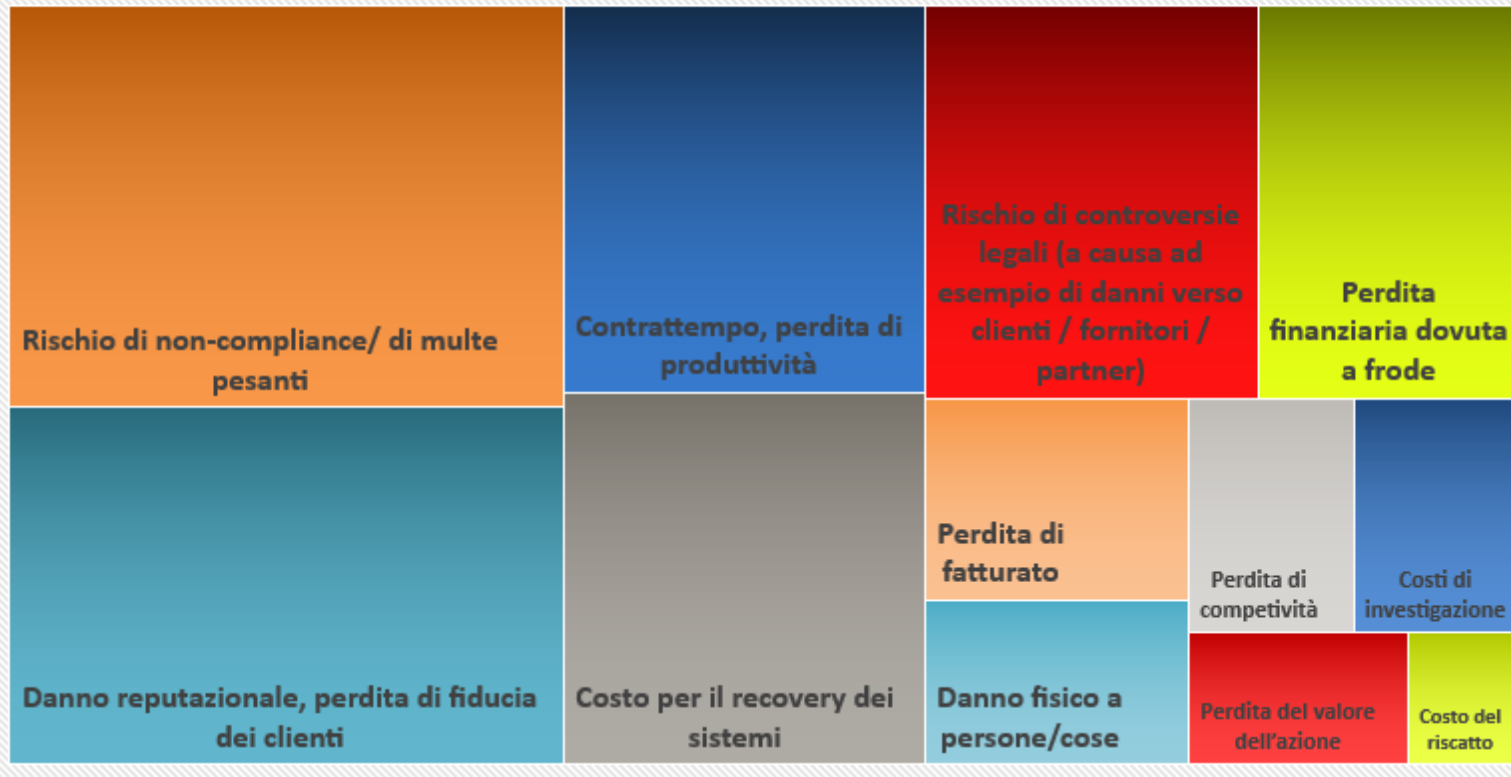 Rischio di non-compliance/ di multe
pesanti
Contrattempo, perdita di
produttività
Rischio di controversie
legali (a causa ad
esempio di danni verso
clienti / fornitori /
partner)
Perdita
finanziaria dovuta
a frode
Danno reputazionale, perdita di fiducia
dei clienti
Costo per il recovery dei
sistemi
Perdita di
fatturato
Perdita di
competività
Costi di
investigazione
Danno fisico a
persone/cose
Perdita del valore
dell'azione
Costo del
riscatto